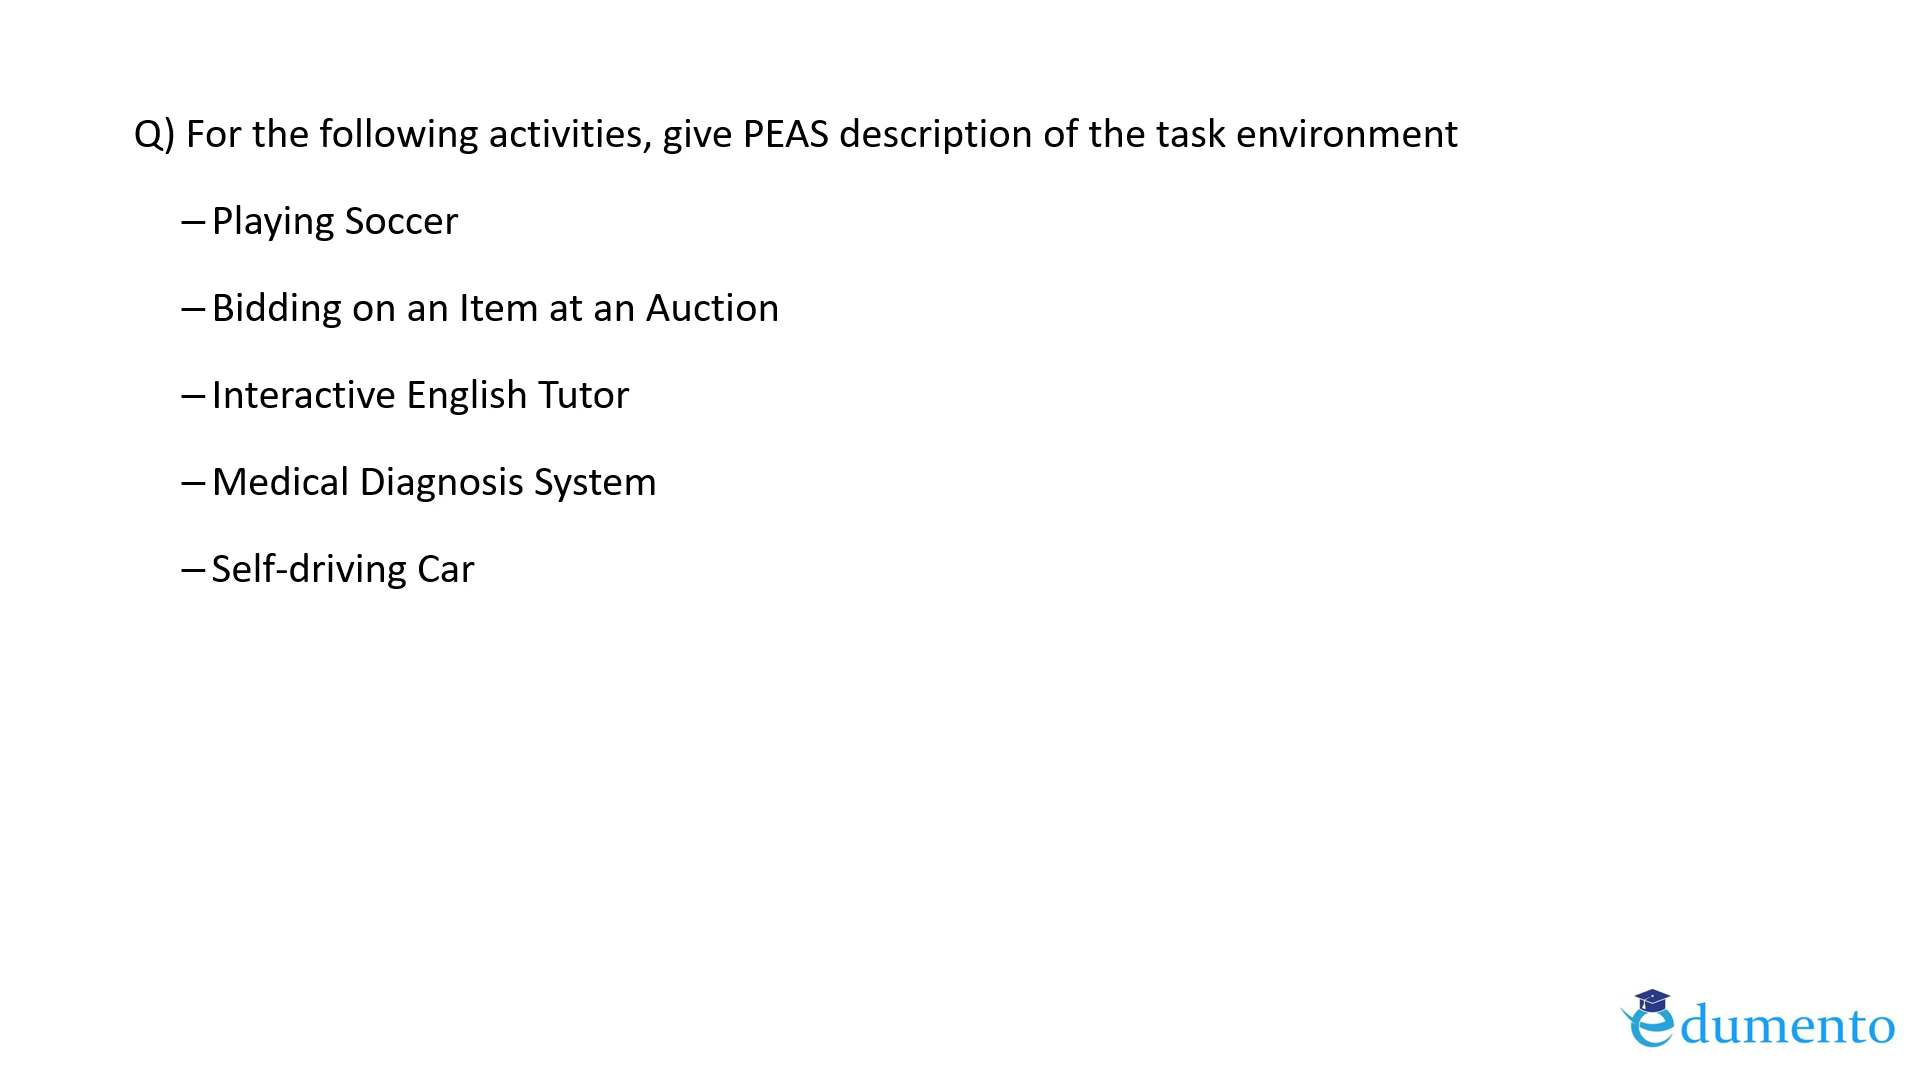 Q) For the following activities, give PEAS description of the task environment
– Playing Soccer
– Bidding on an Item at an Auction
– Interactive English Tutor
– Medical Diagnosis System
– Self-driving Car
edumento